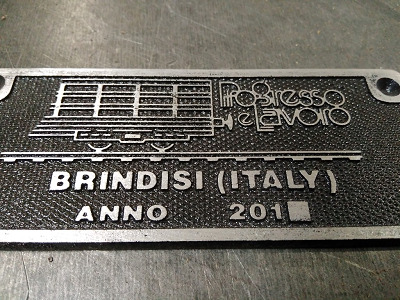 Progresso
e Lavoro
BRINDISI (ITALY)
ANNO 201